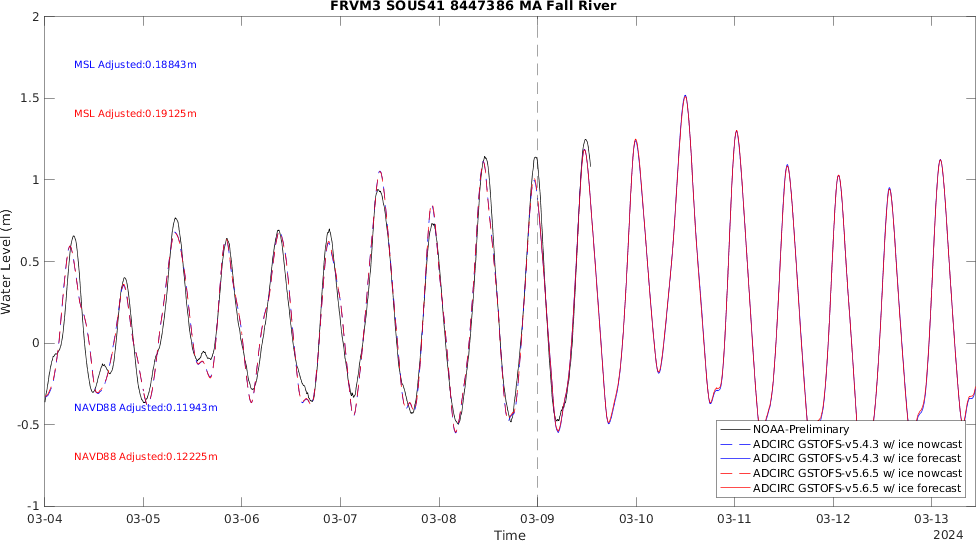 FRVM3 SOUS41 8447386 MA Fall River
2
1.5
1
0.5
0
-0.5
-1
Water Level (m)
MSL Adjusted:0.18843m
MSL Adjusted:0.19125m
NAVD88 Adjusted:0.11943m
NAVD88 Adjusted:0.12225m
NOAA-Preliminary
ADCIRC GSTOFS-v5.4.3 w/ ice nowcast
ADCIRC GSTOFS-v5.4.3 w/ ice forecast
ADCIRC GSTOFS-v5.6.5 w/ ice nowcast
ADCIRC GSTOFS-v5.6.5 w/ ice forecast
03-04 03-05 03-06 03-07 03-08 03-09 03-10 03-11 03-12 03-13
Time
2024